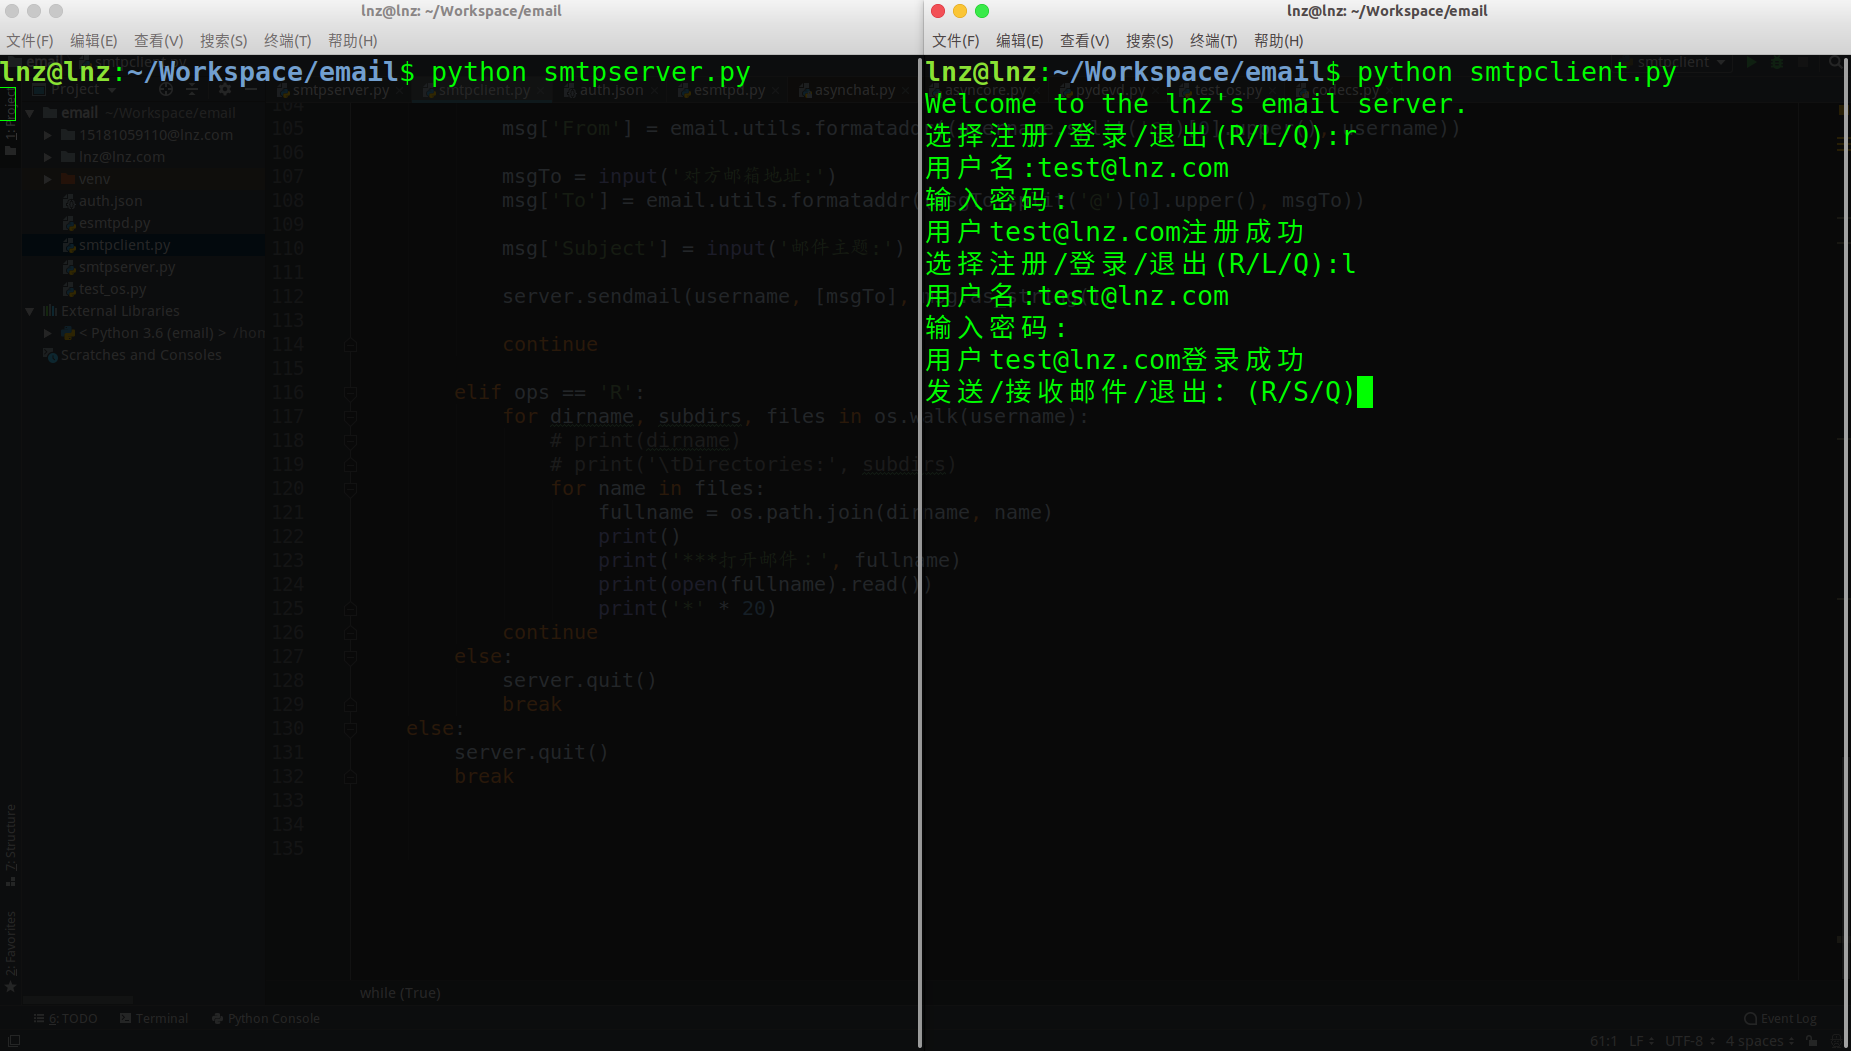 lnz@lnz: ~/Workspace/email
文件(F) 编辑(E) 查看(V) 搜索(S) 终端(T) 帮助(H)
lnz@lnz:~/Workspace/email$ python smtpserver.py
Project
smtpserver.py smtpclient.py auth.json esmtpd.py asynchat.py
1: Project
email ~/Workspace/email
15181059110@lnz.com
lnz@lnz.com
venv
auth.json
esmtpd.py
smtpclient.py
smtpserver.py
test_os.py
External Libraries
< Python 3.6 (email) > /hom
Scratches and Consoles
7: Structure
2: Favorites
104
105 msg['From'] = email.utils.formataddr
106
107 msgTo = input('对方邮箱地址:')
108 msg['To'] = email.utils.formataddr( '@')[0].upper(), msgTo))
109
110 msg['Subject'] = input('邮件主题:')
111
112 server.sendmail(username, [msgTo],
113
114 continue
115
116 elif ops == 'R':
117 for dirname, subdirs, files in os.walk(username):
118 # print(dirname)
119 # print('\tDirectories:', subdirs)
120 for name in files:
121 fullname = os.path.join(dirname, name)
122 print()
123 print('***打开邮件：', fullname)
124 print(open(fullname).read())
125 print('*' * 20)
126 continue
127 else:
128 server.quit()
129 break
130 else:
131 server.quit()
132 break
133
134
135
while (True)
6: TODO Terminal Python Console
lnz@lnz: ~/Workspace/email
文件(F) 编辑(E) 查看(V) 搜索(S) 终端(T) 帮助(H)
smtpclient
lnz@lnz:~/Workspace/email$ python smtpclient.py
asyncore.py pydevd.py test_os.py codecs.py
Welcome to the lnz's email server.
选择注册/登录/退出(R/L/Q):r
用户名:test@lnz.com
输入密码:
用户test@lnz.com注册成功
选择注册/登录/退出(R/L/Q):l
用户名:test@lnz.com
输入密码:
用户test@lnz.com登录成功
发送/接收邮件/退出：(R/S/Q)
Event Log
61:1 LF UTF-8 4 spaces